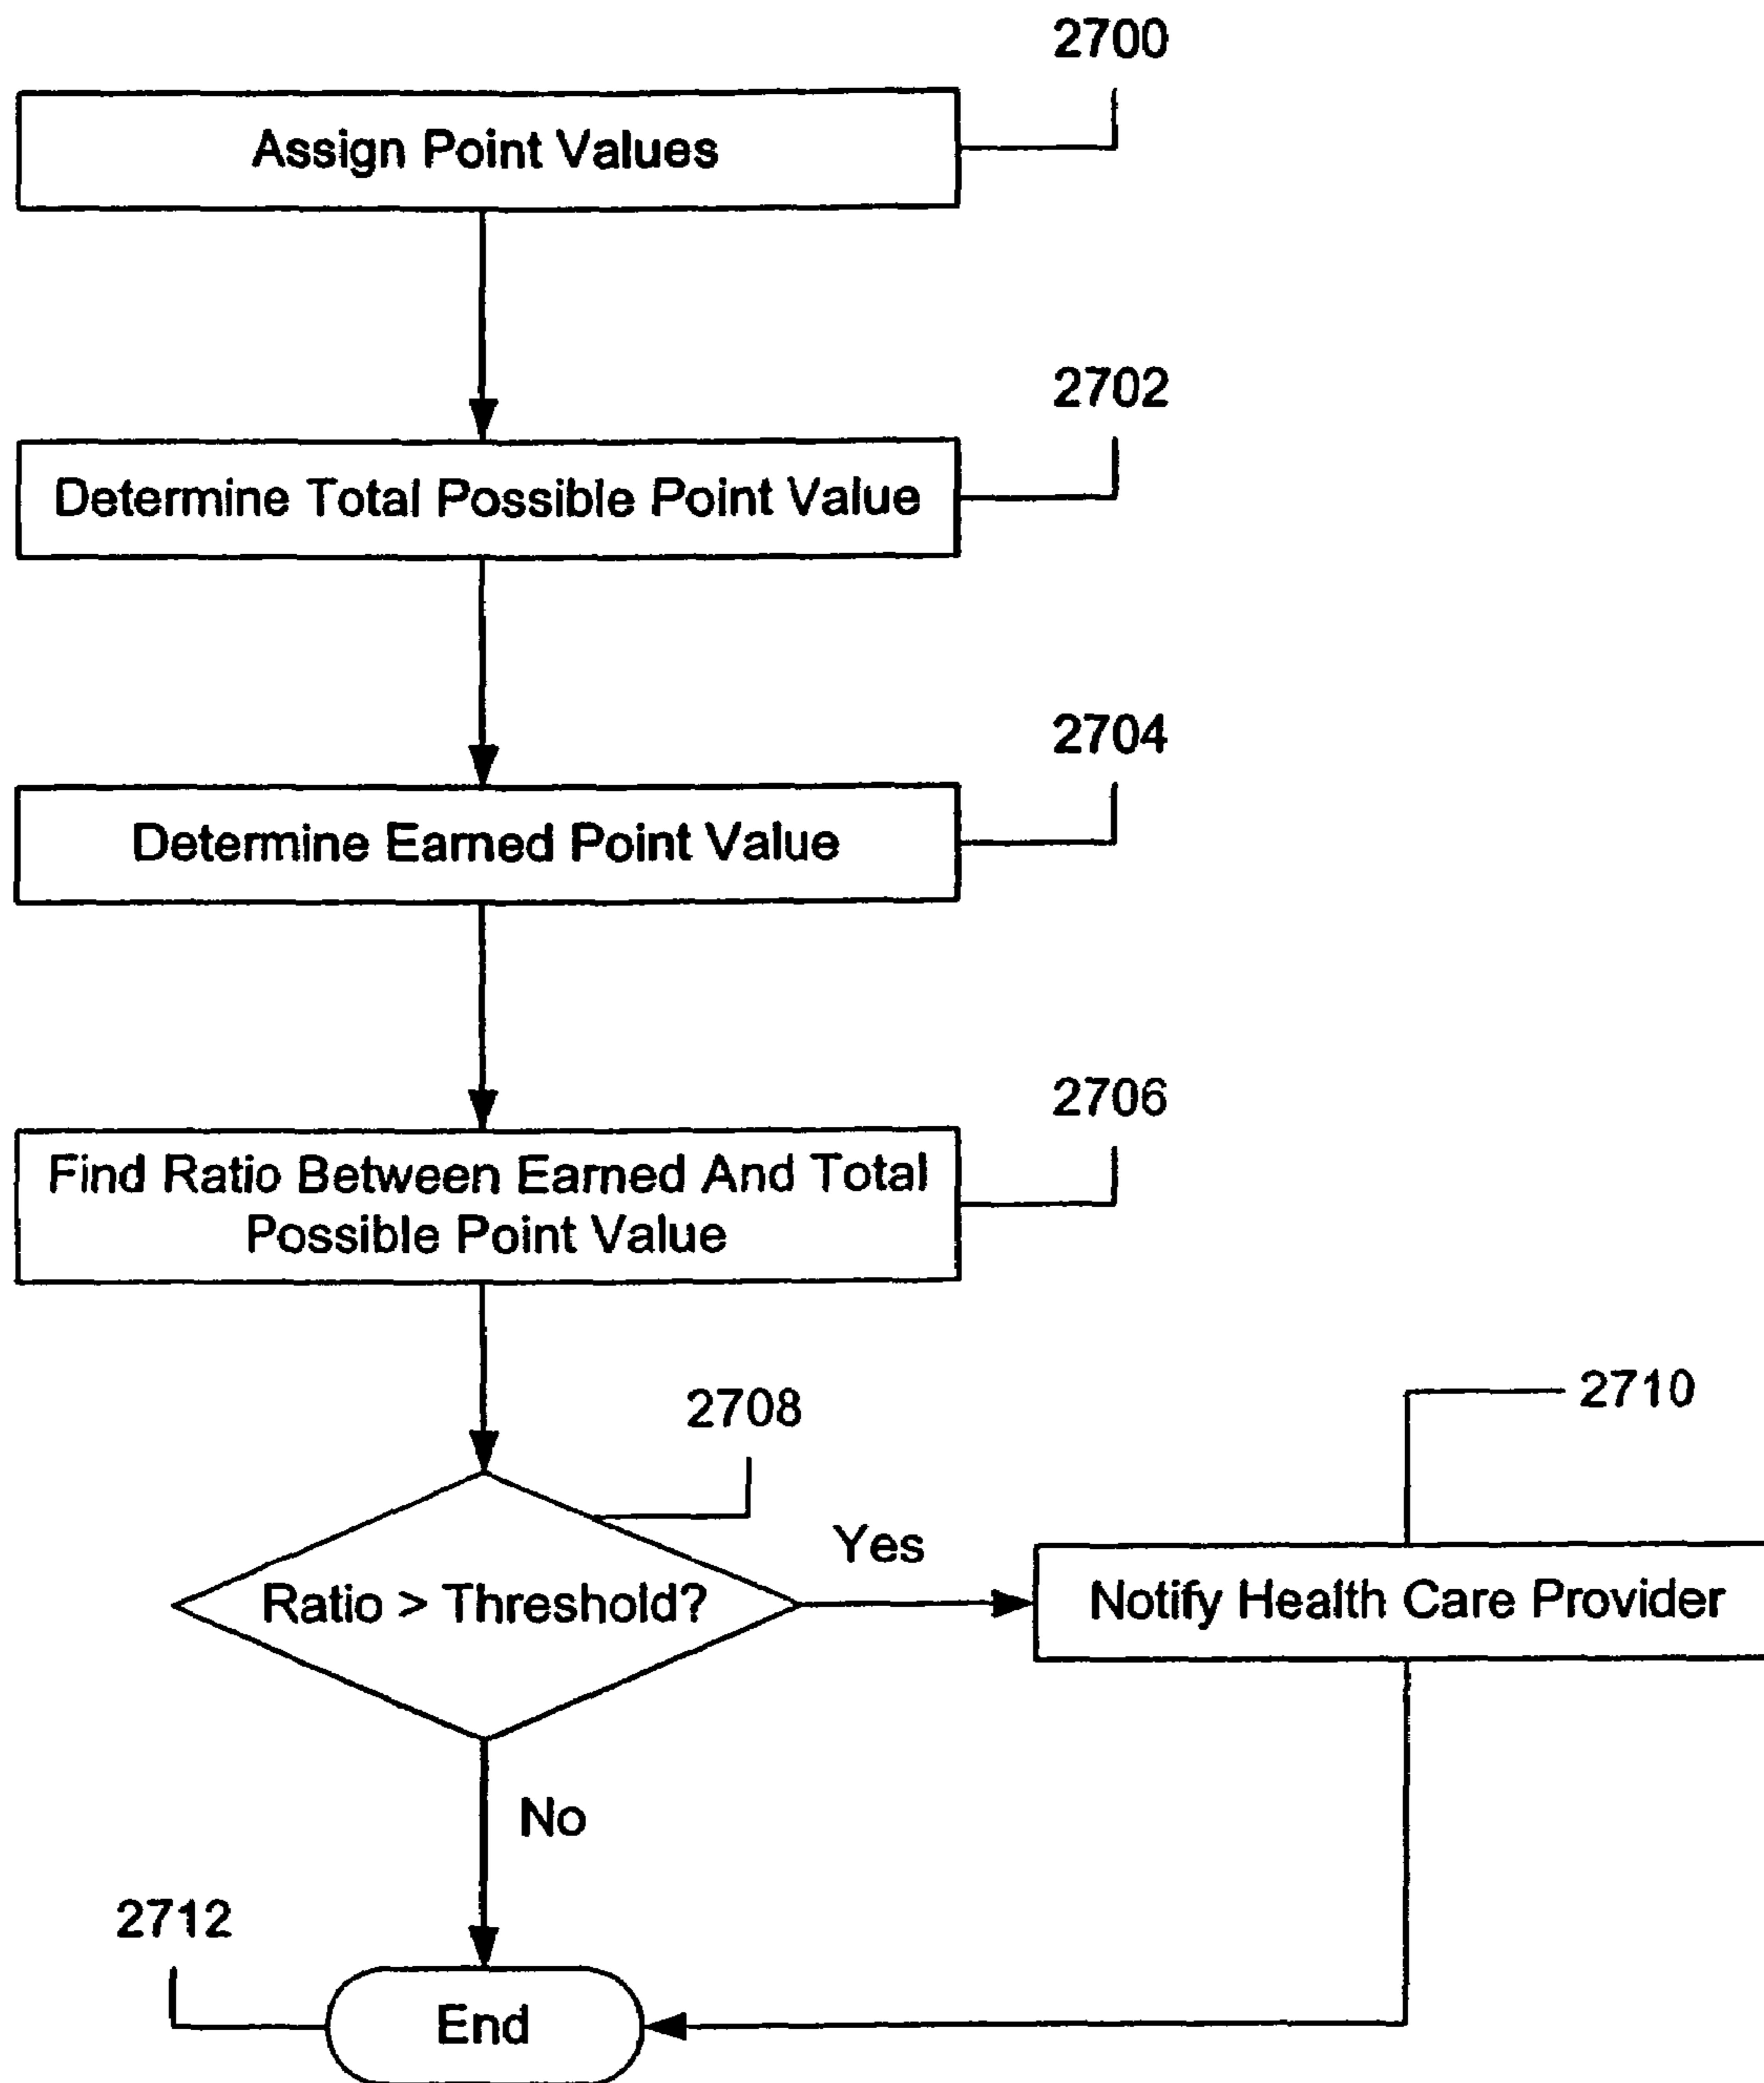 2700
Assign Point Values
2702
Determine Total Possible Point Value
2704
Determine Earned Point Value
2706
Find Ratio Between Earned And Total
Possible Point Value
2708
2710
Yes
Ratio > Threshold?
Notify Health Care Provider
No
2712
End